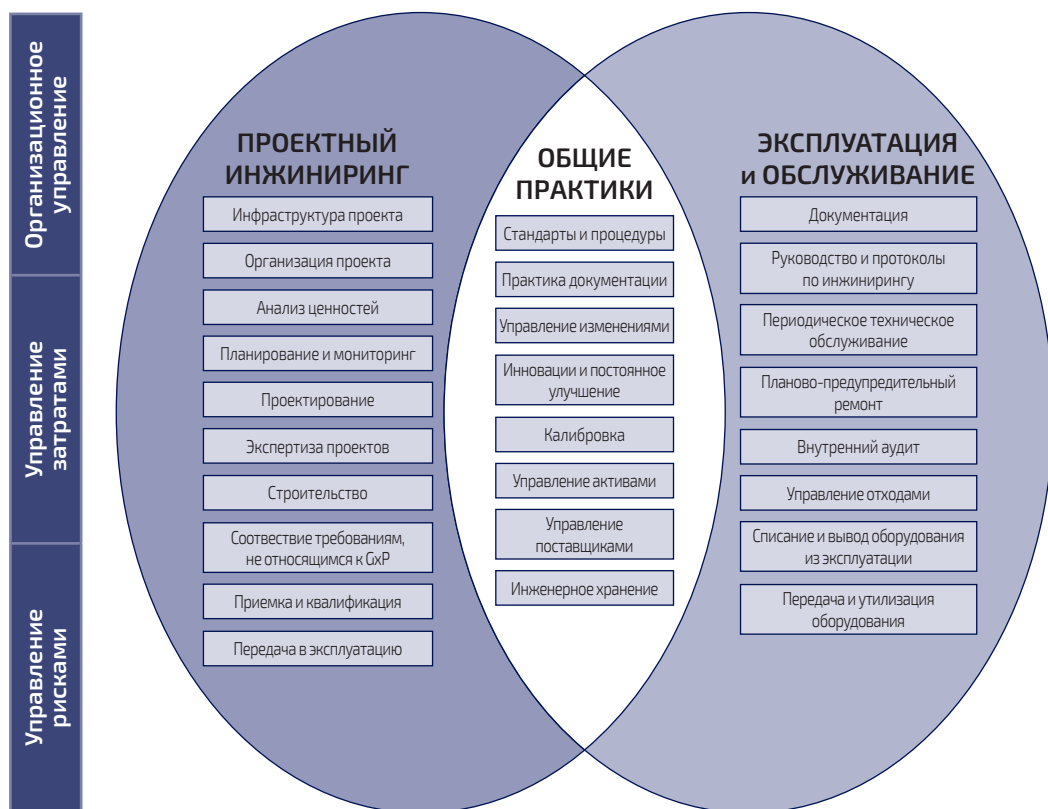 Организационное
управление
Управление
затратами
Управление
рисками
ПРОЕКТНЫЙ
ИНЖИНИРИНГ
Инфраструктура проекта
Организация проекта
Анализ ценностей
Планирование и мониторинг
Проектирование
Экспертиза проектов
Строительство
Соотвествие требованиям,
не относящимся к GxP
Приемка и квалификация
Передача в эксплуатацию
ОБЩИЕ
ПРАКТИКИ
Стандарты и процедуры
Практика документации
Управление изменениями
Инновации и постоянное
улучшение
Калибровка
Управление активами
Управление
поставщиками
Инженерное хранение
ЭКСПЛУАТАЦИЯ
и ОБСЛУЖИВАНИЕ
Документация
Руководство и протоколы
по инжинирингу
Периодическое техническое
обслуживание
Планово-предупредительный
ремонт
Внутренний аудит
Управление отходами
Списание и вывод оборудования
из эксплуатации
Передача и утилизация
оборудования